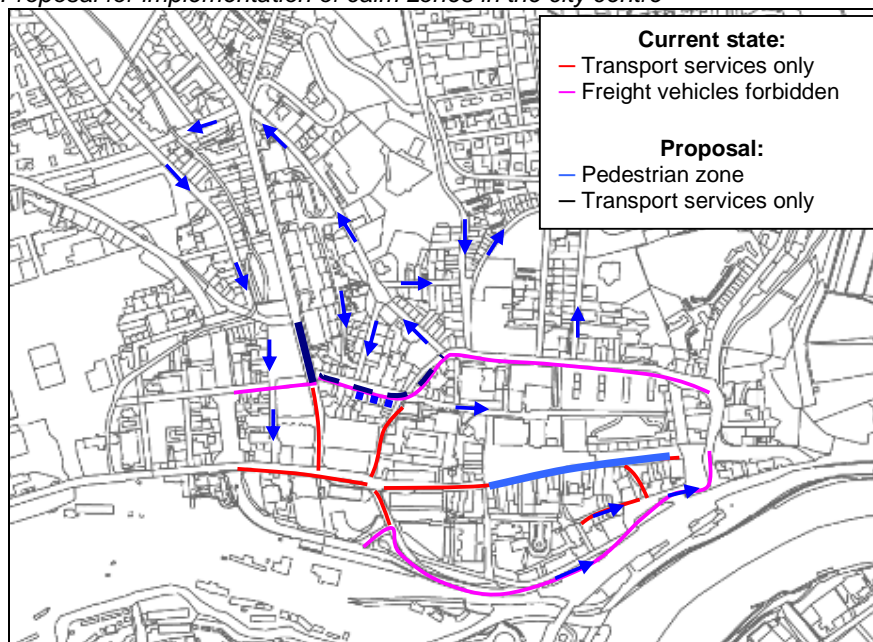 Proposal for implementation of calm zones in the city centre
Current state:
Transport services only
Freight vehicles forbidden
Proposal:
Pedestrian zone
Transport services only